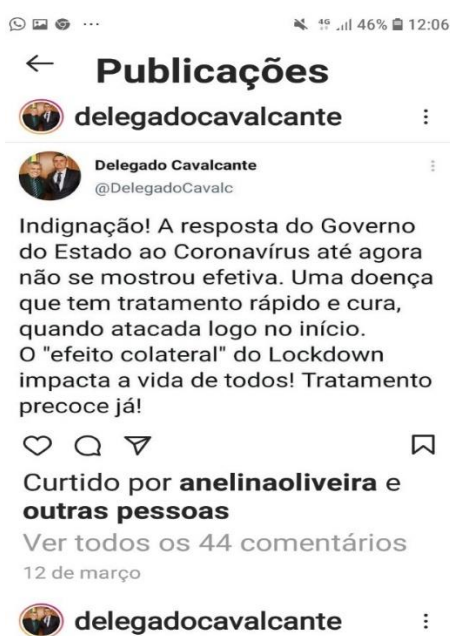 46% 12:06
Publicações
delegadocavalcante
Delegado Cavalcante
@DelegadoCavalc
Indignação! A resposta do Governo
do Estado ao Coronavírus até agora
não se mostrou efetiva. Uma doença
que tem tratamento rápido e cura,
quando atacada logo no início.
O "efeito colateral" do Lockdown
impacta a vida de todos! Tratamento
precoce já!
Curtido por anelinaoliveira e
outras pessoas
Ver todos os 44 comentários
12 de março
delegadocavalcante